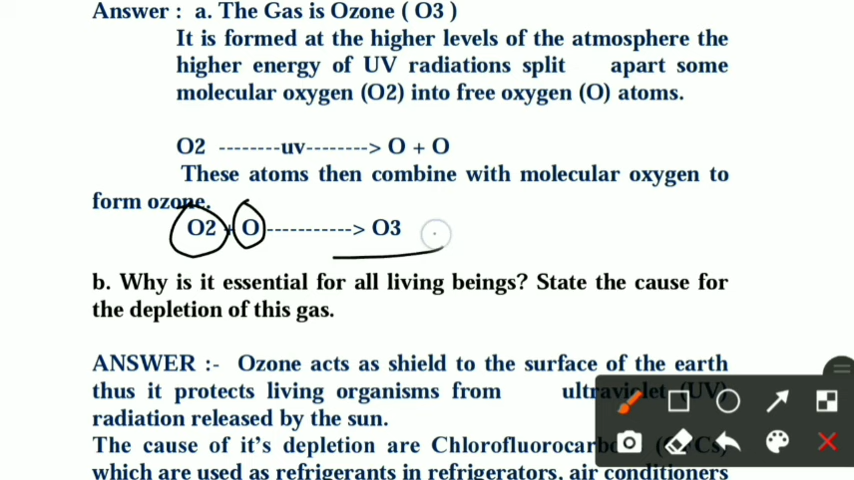 Answer : a. The Gas is Ozone ( O3 )
It is formed at the higher levels of the atmosphere the
higher energy of UV radiations split apart some
molecular oxygen (O2) into free oxygen (O) atoms.
O2 --------uv--------> O + O
These atoms then combine with molecular oxygen to
form ozone.
O2 + O-----------> O3
b. Why is it essential for all living beings? State the cause for
the depletion of this gas.
ANSWER :- Ozone acts as shield to the surface of the earth
thus it protects living organisms from ultraviolet (UV)
radiation released by the sun.
The cause of it's depletion are
which are used as refrigerants in refrigerators, air conditioners